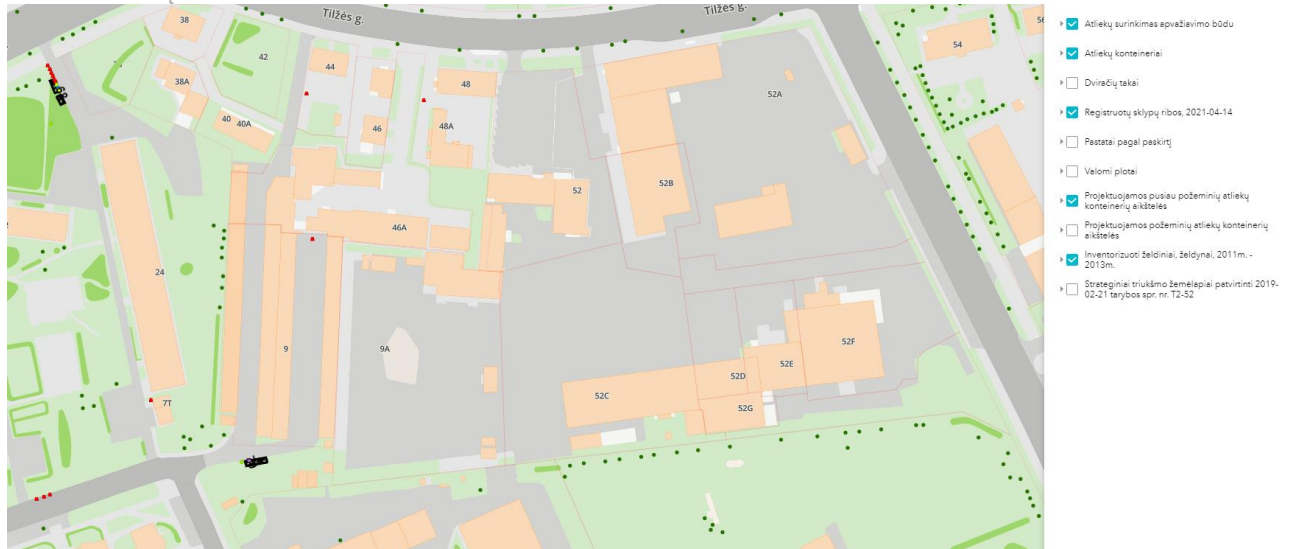 Tilžės g.
Tilžės g.
38
42
44
48
54
38A
52A
40
40A
46
48A
52B
52
46A
24
9
9A
52F
52E
52D
52C
52G
7T
Atliekų surinkimas apvažiavimo būdu
Atliekų konteineriai
Dviračių takai
Registruotų sklypų ribos, 2021-04-14
Pastatai pagal paskirtį
Valomi plotai
Projektuojamos pusiau požeminių atliekų
konteinerių aikštelės
Projektuojamos požeminių atliekų konteinerių
aikštelės
Inventorizuoti želdiniai, želdynai, 2011m. -
2013m.
Strateginiai triukšmo žemėlapiai patvirtinti 2019-
02-21 tarybos spr. nr. T2-52